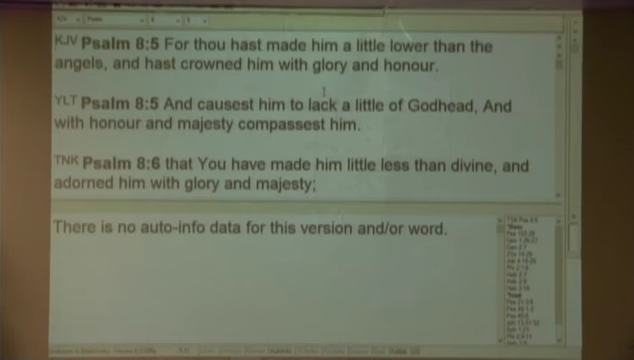 KJV Psalm 8:5 For thou hast made him a little lower than the
angels, and hast crowned him with glory and honour.
YLT Psalm 8:5 And causest him to lack a little of Godhead, And
with honour and majesty compassest him.
TNK Psalm 8:6 that You have made him little less than divine, and
adorned him with glory and majesty;
There is no auto-info data for this version and/or word.